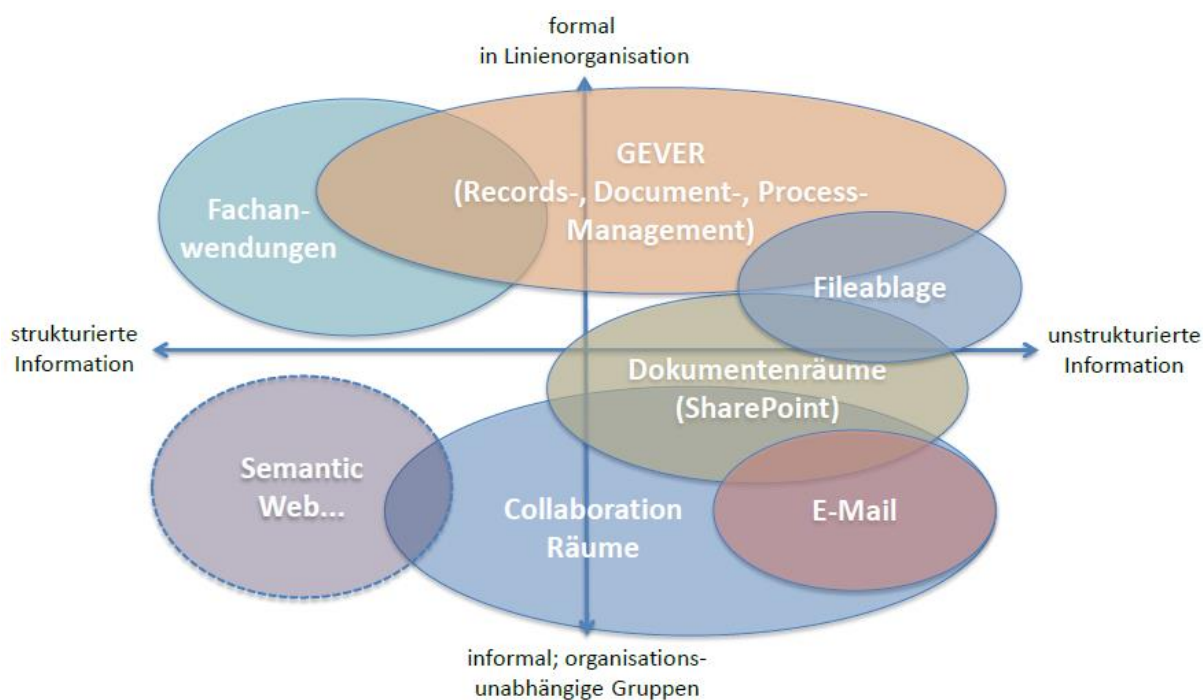 formal
in Linienorganisation
GEVER
(Records-, Document-, Process-
Management)
Fachan-
wendungen
Fileablage
strukturierte
Information
unstrukturierte
Information
Dokumentenräume
(SharePoint)
Semantic
Web...
Collaboration
Räume
E-Mail
informal; organisations-
unabhängige Gruppen